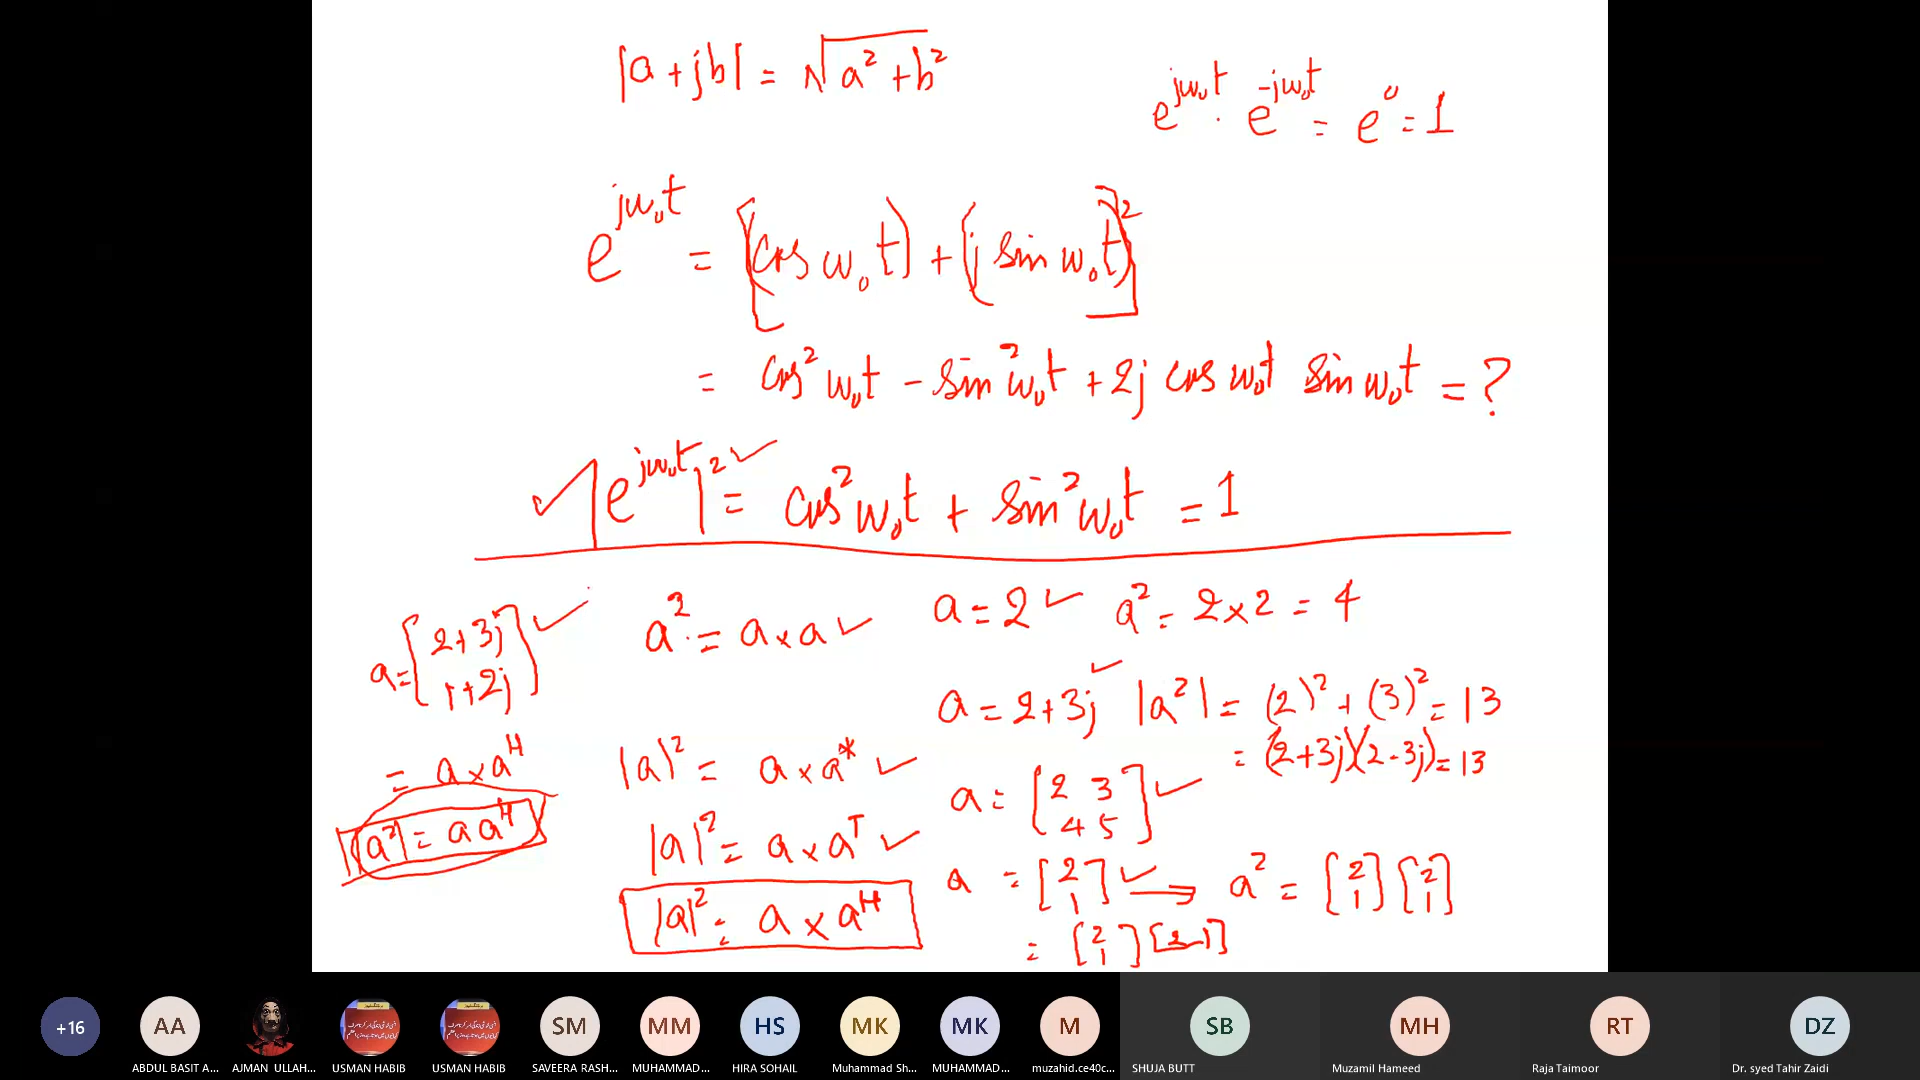 |a + jb| = √a² + b²
e^{jω₀t} · e^{-jω₀t} = e⁰ = 1
e^{jω₀t} = [(cos ω₀t) + (j sin ω₀t)]²
= cos² ω₀t - sin² ω₀t + 2j cos ω₀t sin ω₀t = ?
✓ |e^{jω₀t}|² ✓ = cos² ω₀t + sin² ω₀t = 1
a = [2+3j
1+2j] ✓
= a × a^H
|a²| = a a^H
a² = a × a ✓
|a|² = a × a* ✓
|a|² = a × a^T ✓
|a|² = a × a^H
a = 2 ✓ a² = 2 × 2 = 4
a = 2+3j ✓ |a²| = (2)² + (3)² = 13
= (2+3j)(2-3j) = 13
a = [2 3
4 5] ✓
a = [2
1] ✓ ⟹ a² = [2
1] [2
1]
= [2
1] [2 1]
+16
AA
SM
MM
HS
MK
MK
M
SB
MH
RT
DZ
ABDUL BASIT A...
AJMAN ULLAH...
USMAN HABIB
USMAN HABIB
SAVEERA RASH...
MUHAMMAD...
HIRA SOHAIL
Muhammad Sh...
MUHAMMAD...
muzahid.ce40c...
SHUJA BUTT
Muzamil Hameed
Raja Taimoor
Dr. syed Tahir Zaidi